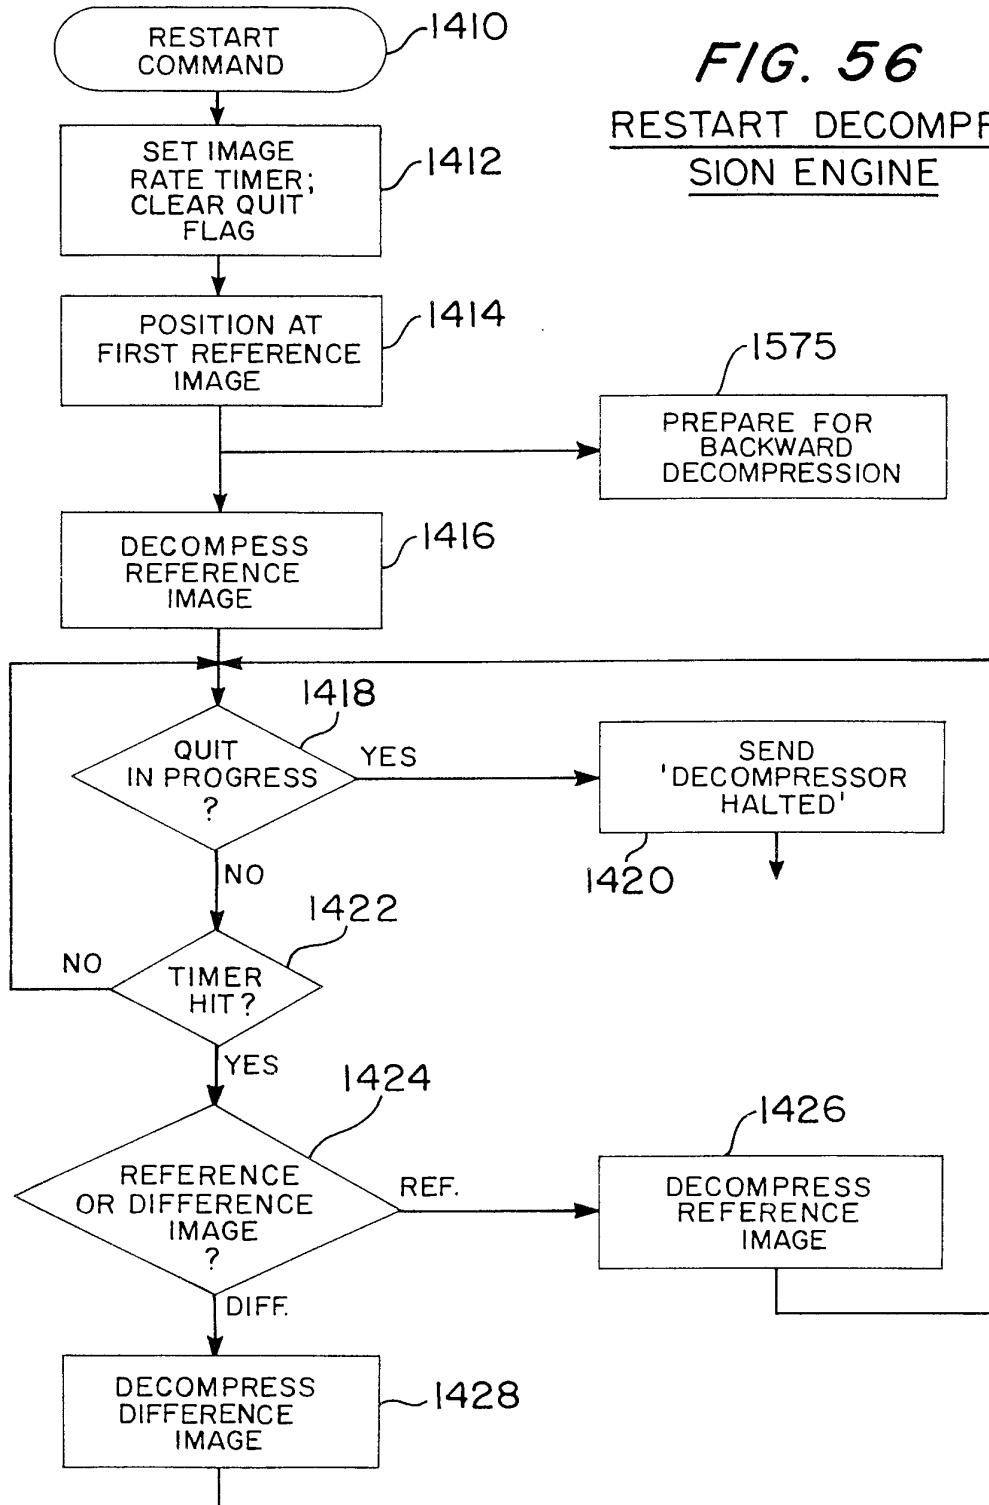 RESTART
COMMAND
1410
FIG. 56
RESTART DECOMPR
SION ENGINE
SET IMAGE
RATE TIMER;
CLEAR QUIT
FLAG
1412
POSITION AT
FIRST REFERENCE
IMAGE
1414
1575
PREPARE FOR
BACKWARD
DECOMPRESSION
DECOMPESS
REFERENCE
IMAGE
1416
1418
QUIT
IN PROGRESS
?
YES
SEND
'DECOMPRESSOR
HALTED'
1420
NO
1422
TIMER
HIT?
NO
YES
1424
REFERENCE
OR DIFFERENCE
IMAGE
?
REF.
1426
DECOMPRESS
REFERENCE
IMAGE
DIFF.
DECOMPRESS
DIFFERENCE
IMAGE
1428